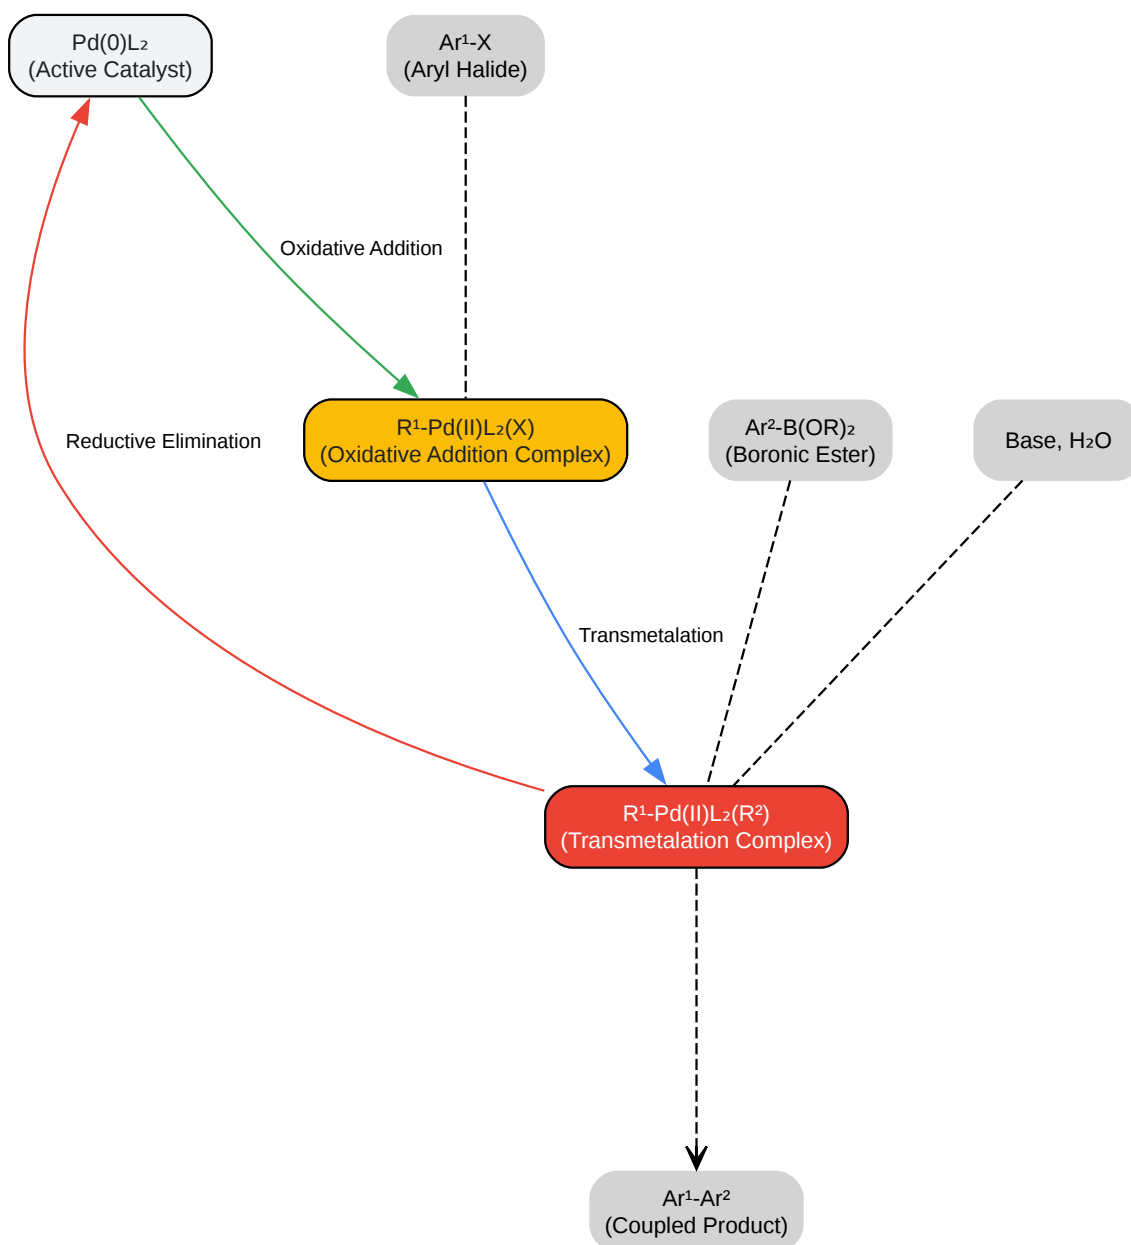 Pd(0)L₂
(Active Catalyst)
Ar¹-X
(Aryl Halide)
Oxidative Addition
Reductive Elimination
R¹-Pd(II)L₂(X)
(Oxidative Addition Complex)
Ar²-B(OR)₂
(Boronic Ester)
Base, H₂O
Transmetalation
R¹-Pd(II)L₂(R²)
(Transmetalation Complex)
Ar¹-Ar²
(Coupled Product)